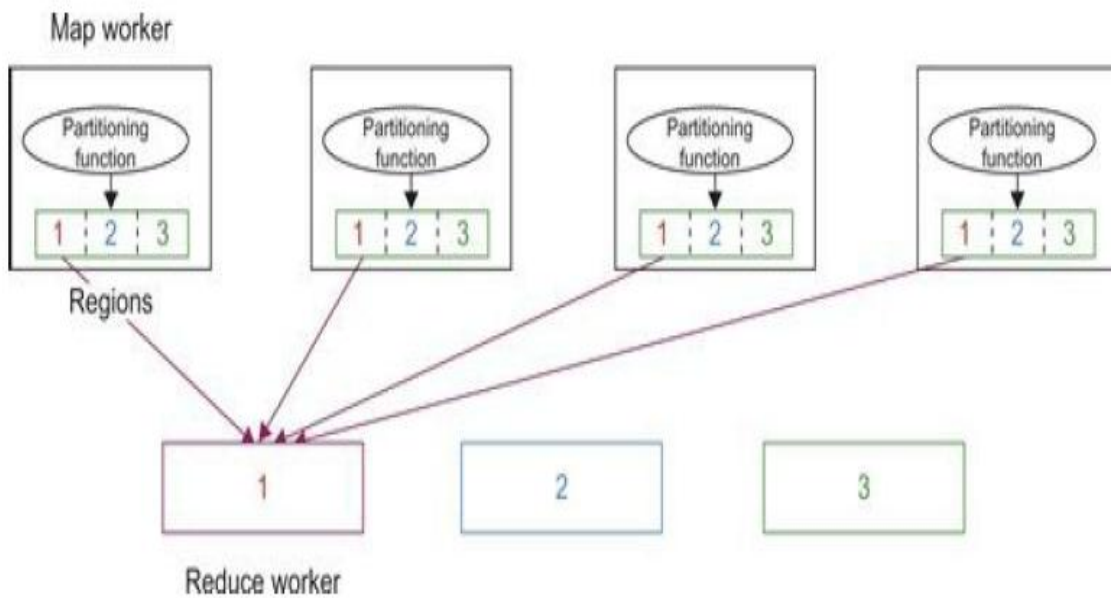 Map worker
Partitioning
function
Partitioning
function
Partitioning
function
Partitioning
function
1 2 3
1 2 3
1 2 3
1 2 3
Regions
1
2
3
Reduce worker